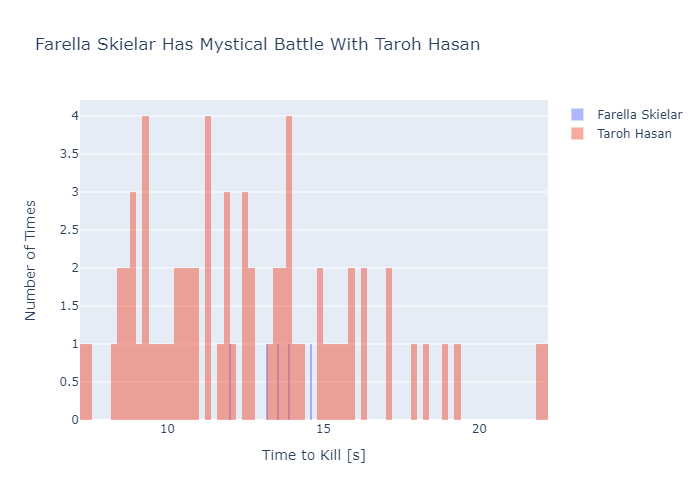 Farella Skielar Has Mystical Battle With Taroh Hasan
Farella Skielar
Taroh Hasan
4
3.5
3
2.5
2
1.5
1
0.5
0
Number of Times
10
15
20
Time to Kill [s]